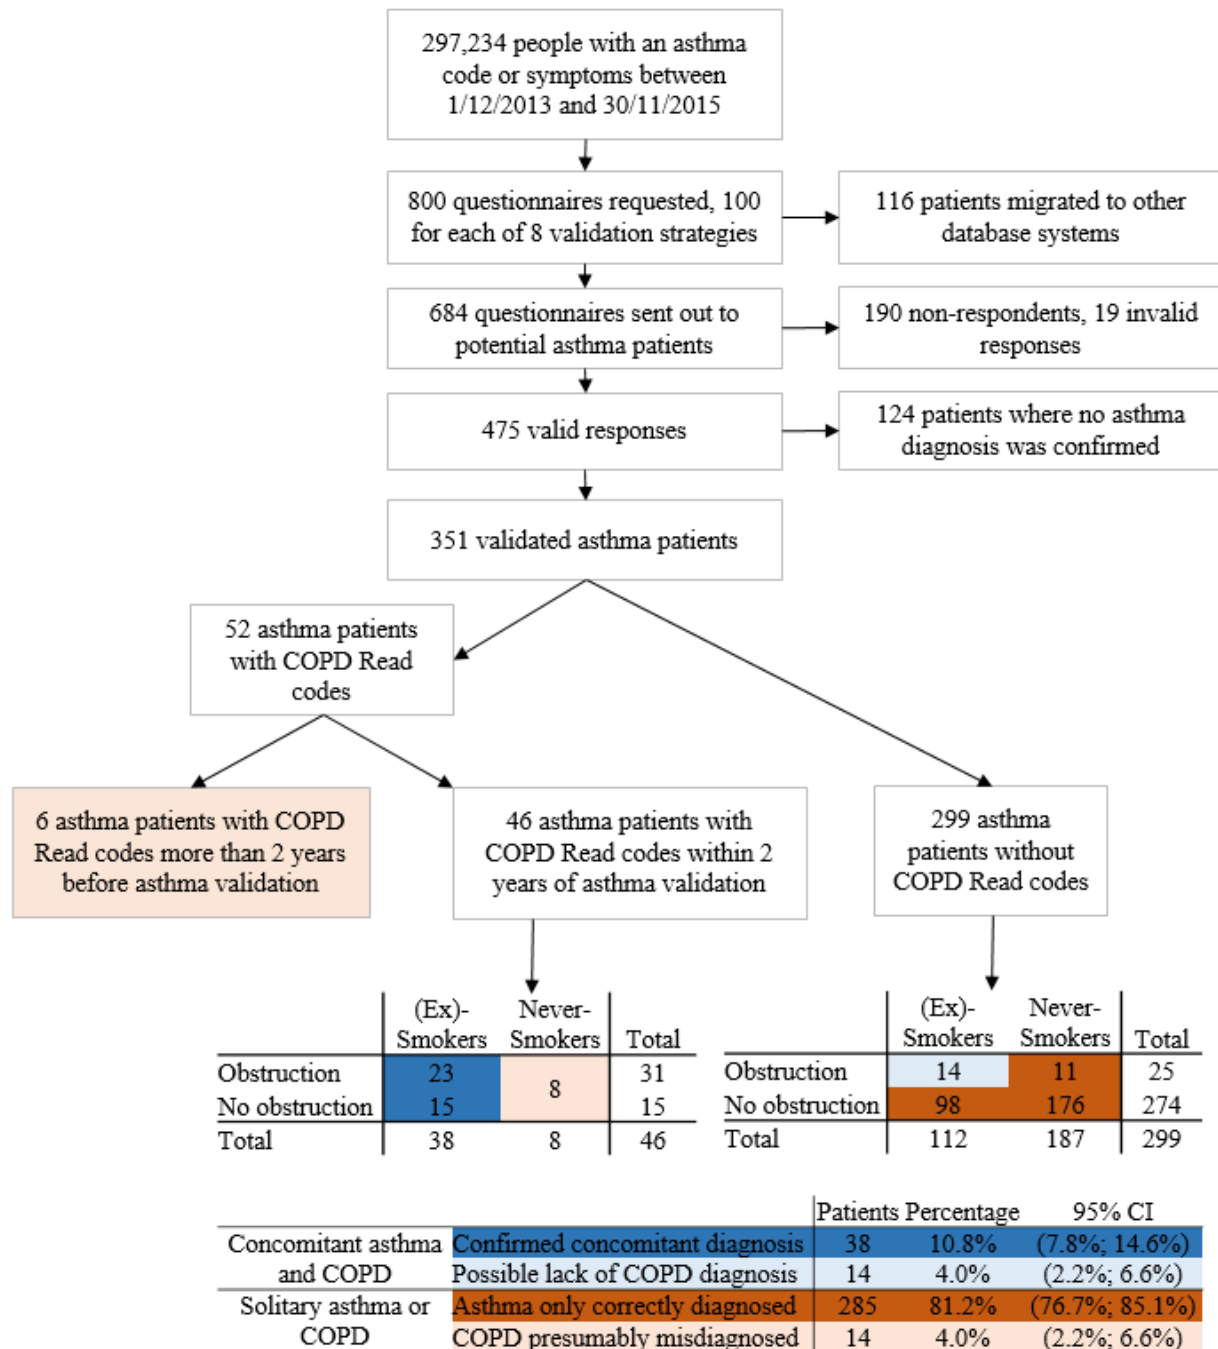 297,234 people with an asthma
code or symptoms between
1/12/2013 and 30/11/2015
800 questionnaires requested, 100
for each of 8 validation strategies
116 patients migrated to other
database systems
684 questionnaires sent out to
potential asthma patients
190 non-respondents, 19 invalid
responses
475 valid responses
124 patients where no asthma
diagnosis was confirmed
351 validated asthma patients
52 asthma patients
with COPD Read
codes
6 asthma patients with COPD
Read codes more than 2 years
before asthma validation
46 asthma patients with
COPD Read codes within 2
years of asthma validation
299 asthma
patients without
COPD Read codes
(Ex)- Never-
Smokers Smokers Total
Obstruction 23 8 31
No obstruction 15 15
Total 38 8 46
(Ex)- Never-
Smokers Smokers Total
Obstruction 14 11 25
No obstruction 98 176 274
Total 112 187 299
Patients Percentage 95% CI
Concomitant asthma Confirmed concomitant diagnosis 38 10.8% (7.8%; 14.6%)
and COPD Possible lack of COPD diagnosis 14 4.0% (2.2%; 6.6%)
Solitary asthma or Asthma only correctly diagnosed 285 81.2% (76.7%; 85.1%)
COPD COPD presumably misdiagnosed 14 4.0% (2.2%; 6.6%)